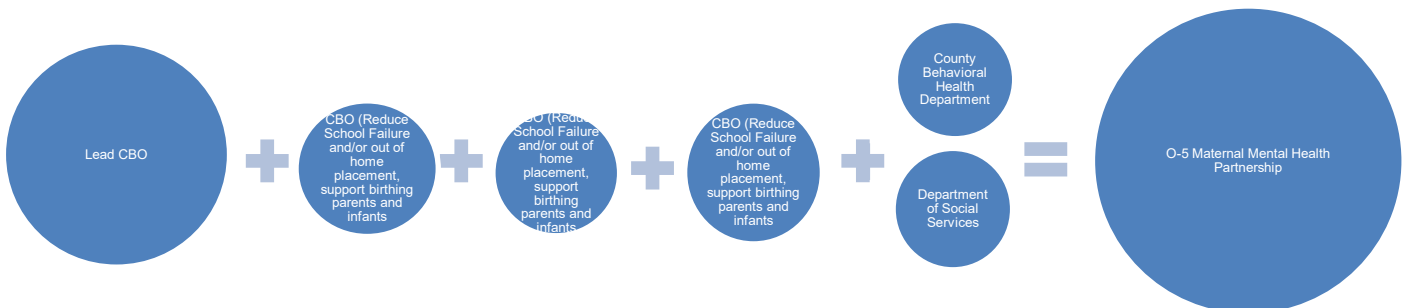 Lead CBO
CBO (Reduce
School Failure
and/or out of
home
placement,
support birthing
parents and
infants
CBO (Reduce
School Failure
and/or out of
home
placement,
support
birthing
parents and
infants
CBO (Reduce
School Failure
and/or out of
home
placement,
support birthing
parents and
infants
County
Behavioral
Health
Department
Department
of Social
Services
O-5 Maternal Mental Health
Partnership